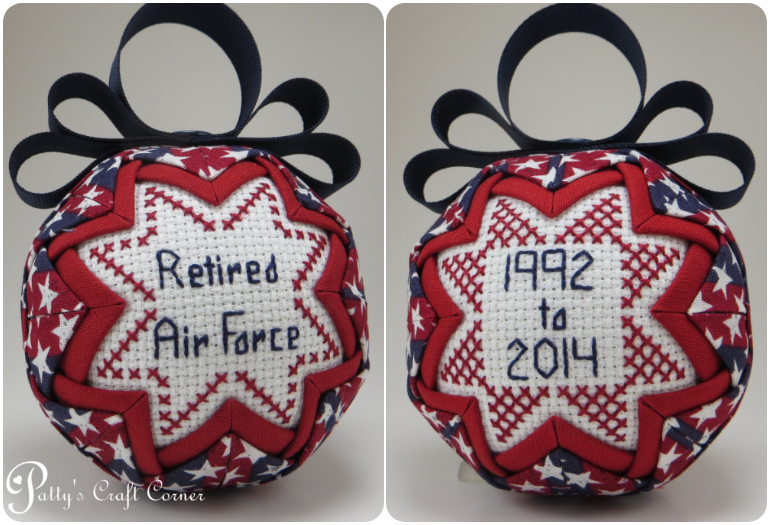 Retired
Air Force
1992
to
2014
Patty's Craft Corner